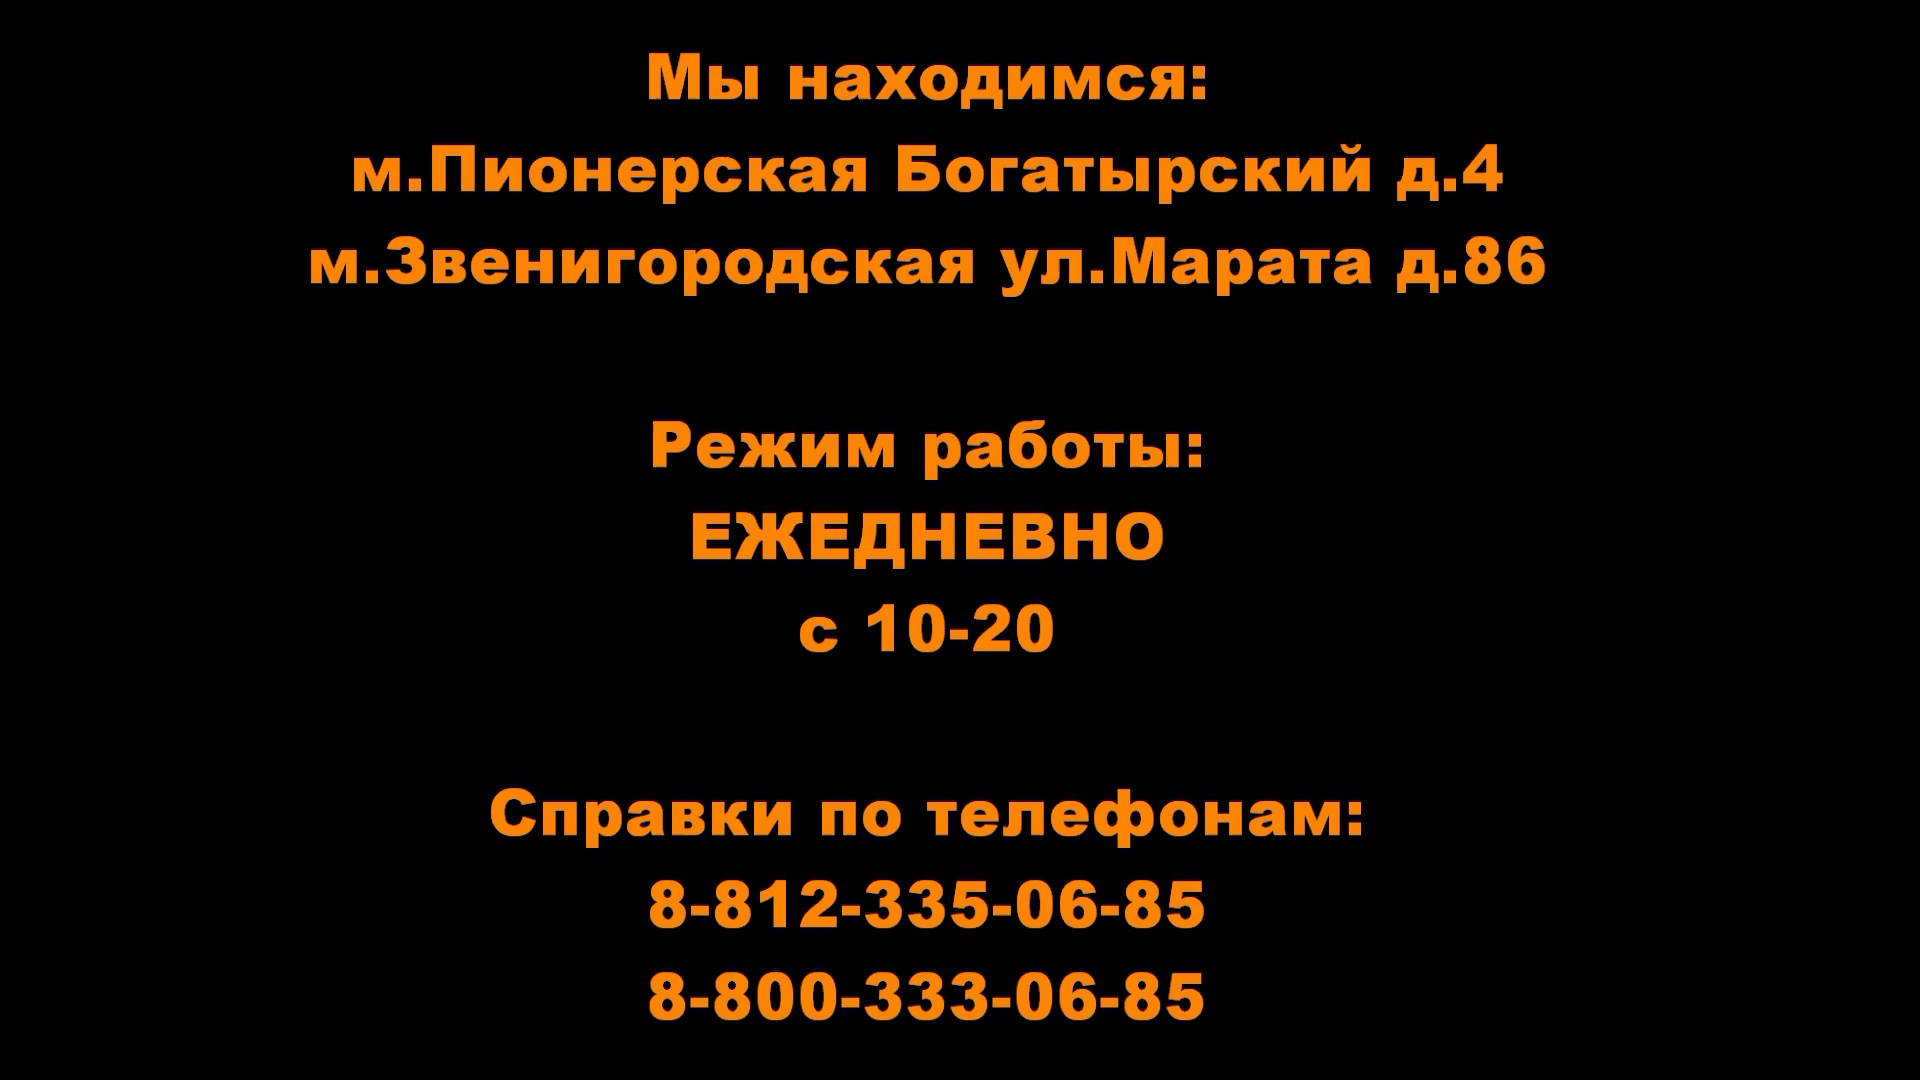 Мы находимся:
м.Пионерская Богатырский д.4
м.Звенигородская ул.Марата д.86
Режим работы:
ЕЖЕДНЕВНО
с 10-20
Справки по телефонам:
8-812-335-06-85
8-800-333-06-85